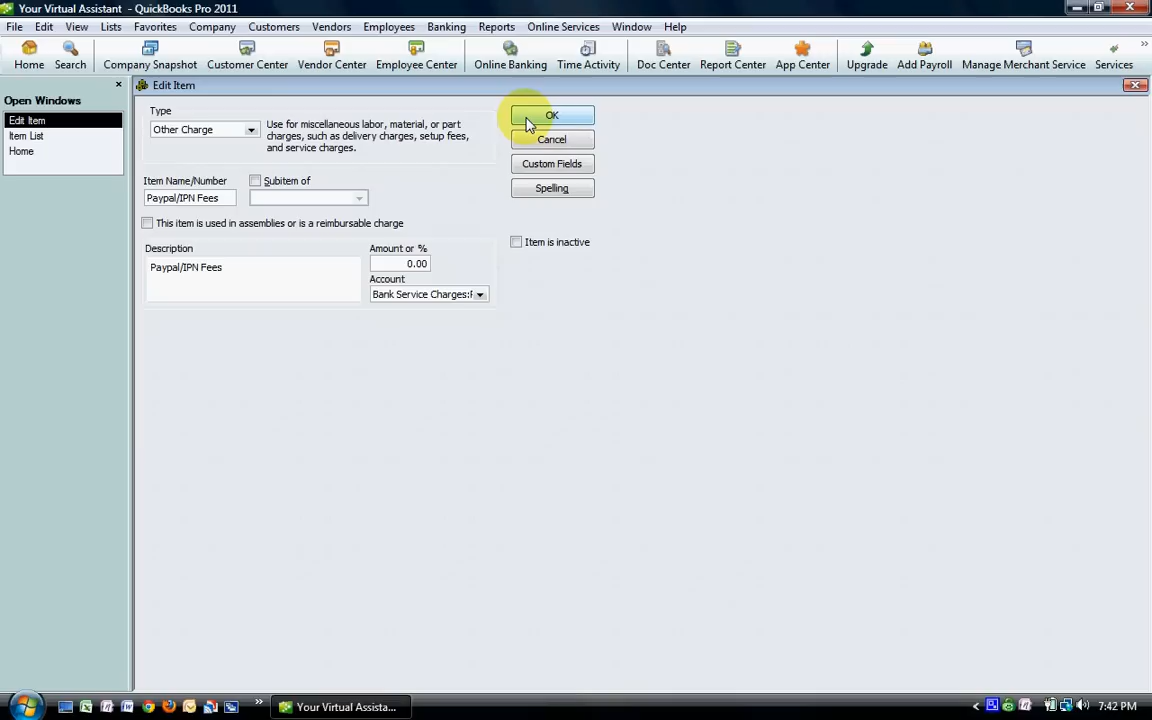 Your Virtual Assistant - QuickBooks Pro 2011
File Edit View Lists Favorites Company Customers Vendors Employees Banking Reports Online Services Window Help
Home Search Company Snapshot Customer Center Vendor Center Employee Center Online Banking Time Activity Doc Center Report Center App Center Upgrade Add Payroll Manage Merchant Service Services
Open Windows
Edit Item
Item List
Home
Edit Item
Type
Other Charge
Use for miscellaneous labor, material, or part
charges, such as delivery charges, setup fees,
and service charges.
OK
Cancel
Custom Fields
Spelling
Item Name/Number
Subitem of
Paypal/IPN Fees
This item is used in assemblies or is a reimbursable charge
Item is inactive
Description
Paypal/IPN Fees
Amount or %
0.00
Account
Bank Service Charges:
Your Virtual Assista...
7:42 PM